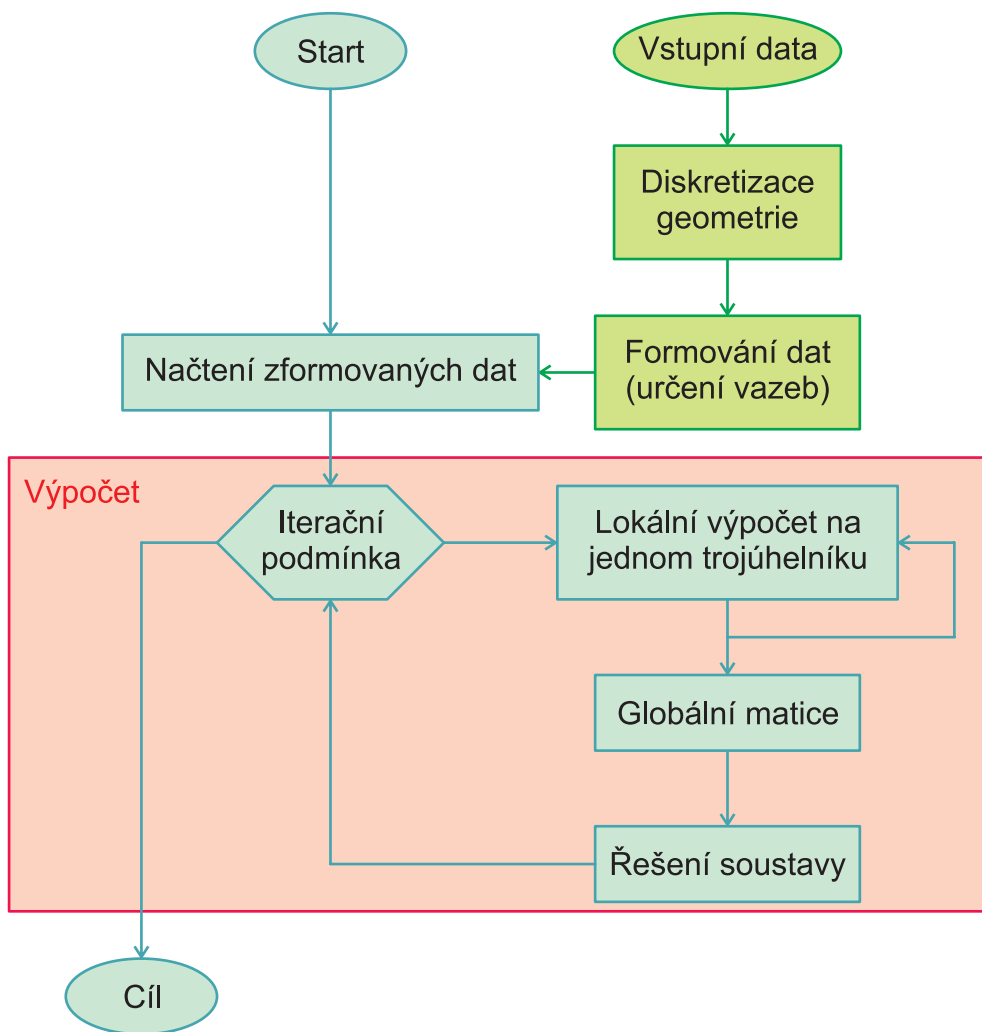 Start
Vstupní data
Diskretizace
geometrie
Načtení zformovaných dat
Formování dat
(určení vazeb)
Výpočet
Iterační
podmínka
Lokální výpočet na
jednom trojúhelníku
Globální matice
Řešení soustavy
Cíl